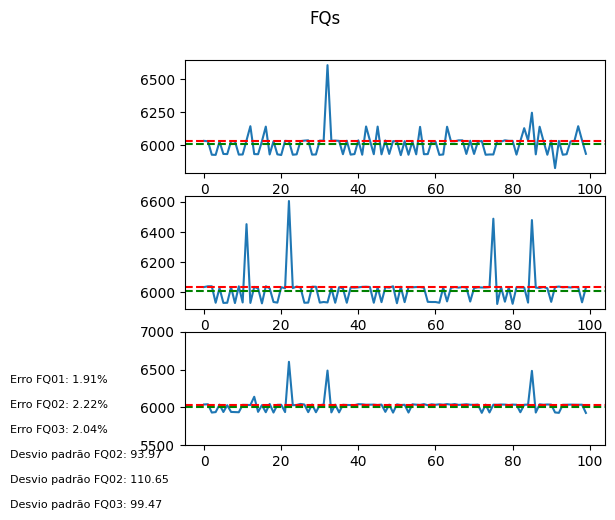 FQs
6500
6250
6000
0 20 40 60 80 100
6600
6400
6200
6000
0 20 40 60 80 100
7000
6500
6000
5500
0 20 40 60 80 100
Erro FQ01: 1.91%
Erro FQ02: 2.22%
Erro FQ03: 2.04%
Desvio padrão FQ02: 93.97
Desvio padrão FQ02: 110.65
Desvio padrão FQ03: 99.47